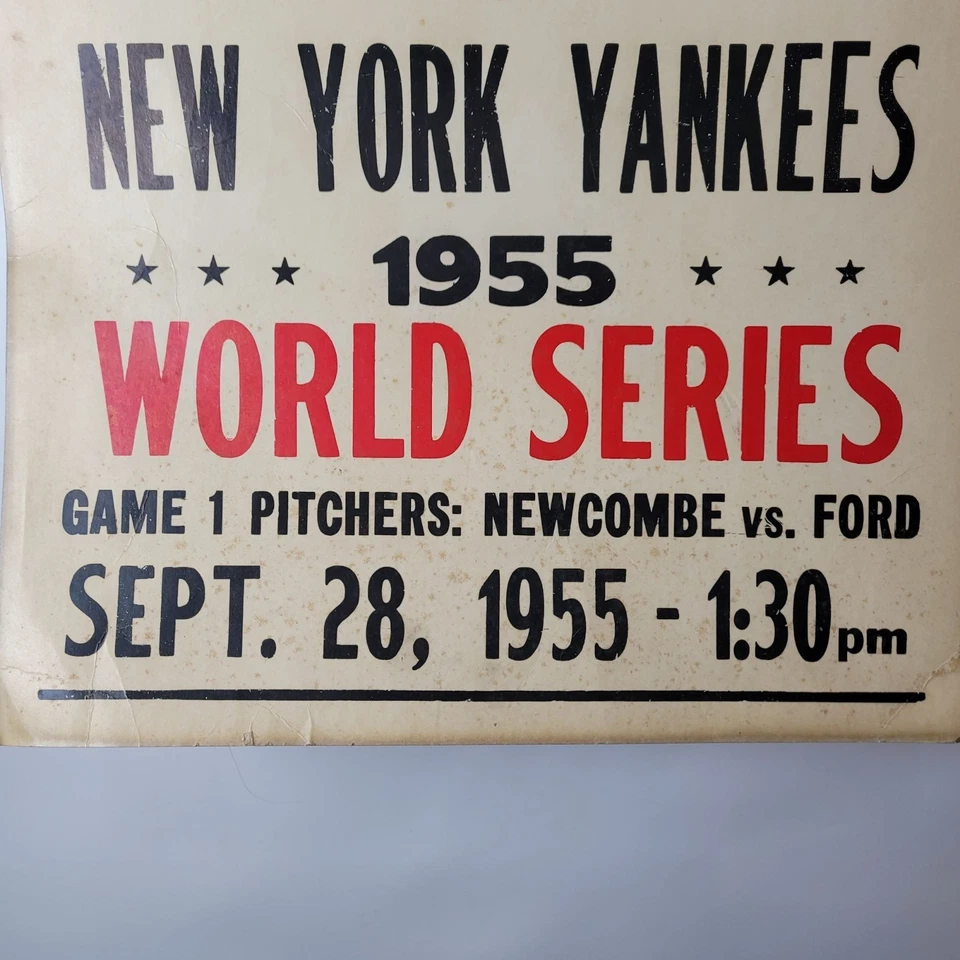 NEW YORK YANKEES
★ ★ ★ 1955 ★ ★ ★
WORLD SERIES
GAME 1 PITCHERS: NEWCOMBE vs. FORD
SEPT. 28, 1955 - 1:30pm